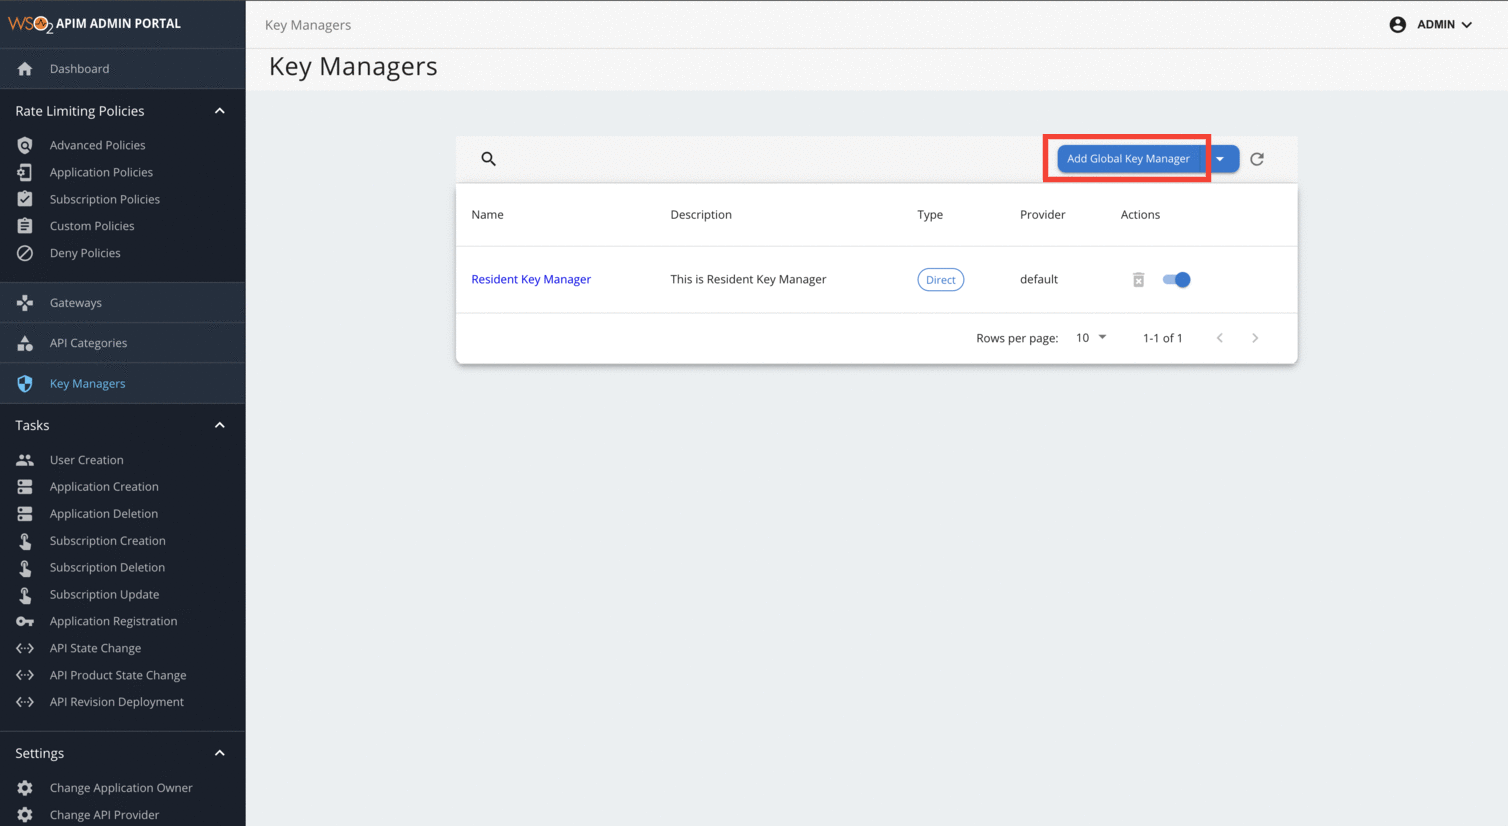 WSO2 APIM ADMIN PORTAL
Key Managers
ADMIN
Dashboard
Key Managers
Rate Limiting Policies
Advanced Policies
Application Policies
Subscription Policies
Custom Policies
Deny Policies
Gateways
API Categories
Key Managers
Tasks
User Creation
Application Creation
Application Deletion
Subscription Creation
Subscription Deletion
Subscription Update
Application Registration
API State Change
API Product State Change
API Revision Deployment
Settings
Change Application Owner
Change API Provider
Add Global Key Manager
Name Description Type Provider Actions
Resident Key Manager This is Resident Key Manager Direct default
Rows per page: 10 1-1 of 1